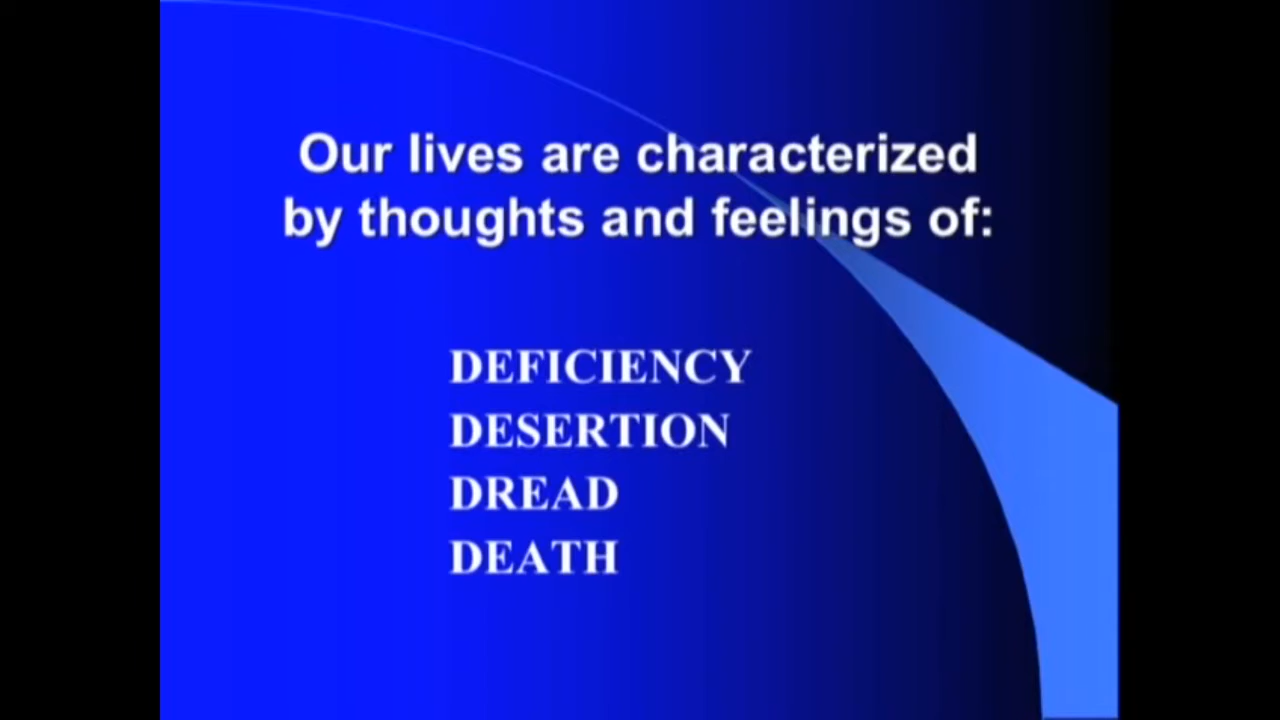 Our lives are characterized
by thoughts and feelings of:
DEFICIENCY
DESERTION
DREAD
DEATH